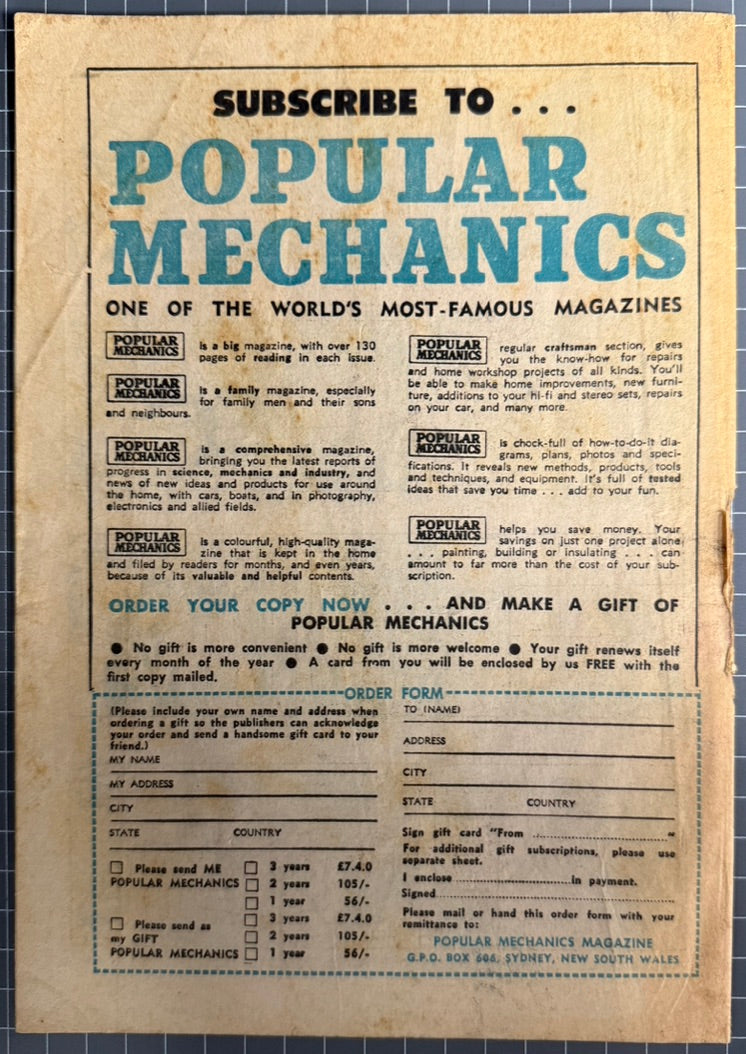 SUBSCRIBE TO . . .
POPULAR
MECHANICS
ONE OF THE WORLD'S MOST-FAMOUS MAGAZINES
POPULAR
MECHANICS
is a big magazine, with over 130
pages of reading in each issue.
POPULAR
MECHANICS
is a family magazine, especially
for family men and their sons
and neighbours.
POPULAR
MECHANICS
is a comprehensive magazine,
bringing you the latest reports of
progress in science, mechanics and industry, and
news of new ideas and products for use around
the home, with cars, boats, and in photography,
electronics and allied fields.
POPULAR
MECHANICS
is a colourful, high-quality maga-
zine that is kept in the home
and filed by readers for months, and even years,
because of its valuable and helpful contents.
POPULAR
MECHANICS
regular craftsman section, gives
you the know-how for repairs
and home workshop projects of all kinds. You'll
be able to make home improvements, new furni-
ture, additions to your hi-fi and stereo sets, repairs
on your car, and many more.
POPULAR
MECHANICS
is chock-full of how-to-do-it dia-
grams, plans, photos and speci-
fications. It reveals new methods, products, tools
and techniques, and equipment. It's full of tested
ideas that save you time . . . add to your fun.
POPULAR
MECHANICS
helps you save money. Your
savings on just one project alone
. . . painting, building or insulating . . . can
amount to far more than the cost of your sub-
scription.
ORDER YOUR COPY NOW . . . AND MAKE A GIFT OF
POPULAR MECHANICS
● No gift is more convenient ● No gift is more welcome ● Your gift renews itself
every month of the year ● A card from you will be enclosed by us FREE with the
first copy mailed.
ORDER FORM
(Please include your own name and address when
ordering a gift so the publishers can acknowledge
your order and send a handsome gift card to your
friend.)
MY NAME
MY ADDRESS
CITY
STATE COUNTRY
☐ Please send ME ☐ 3 years £7.4.0
POPULAR MECHANICS ☐ 2 years 105/-
☐ 1 year 56/-
☐ Please send as ☐ 3 years £7.4.0
my GIFT ☐ 2 years 105/-
POPULAR MECHANICS ☐ 1 year 56/-
TO (NAME)
ADDRESS
CITY
STATE COUNTRY
Sign gift card "From ........................................"
For additional gift subscriptions, please use
separate sheet.
I enclose..................................in payment.
Signed..................................................................
Please mail or hand this order form with your
remittance to:
POPULAR MECHANICS MAGAZINE
G.P.O. BOX 606, SYDNEY, NEW SOUTH WALES